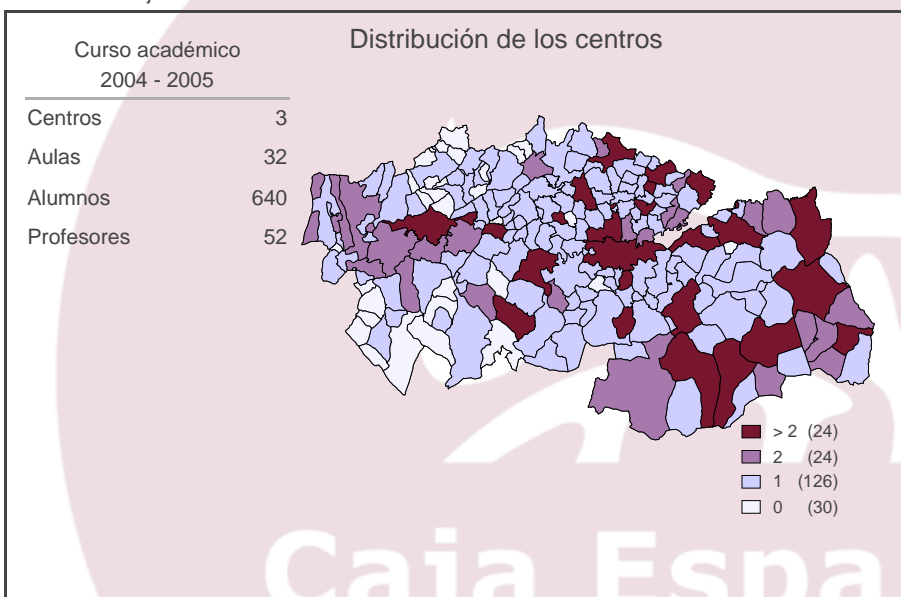 Curso académico
2004 - 2005
Centros 3
Aulas 32
Alumnos 640
Profesores 52
Distribución de los centros
> 2 (24)
2 (24)
1 (126)
0 (30)
Caja Espa